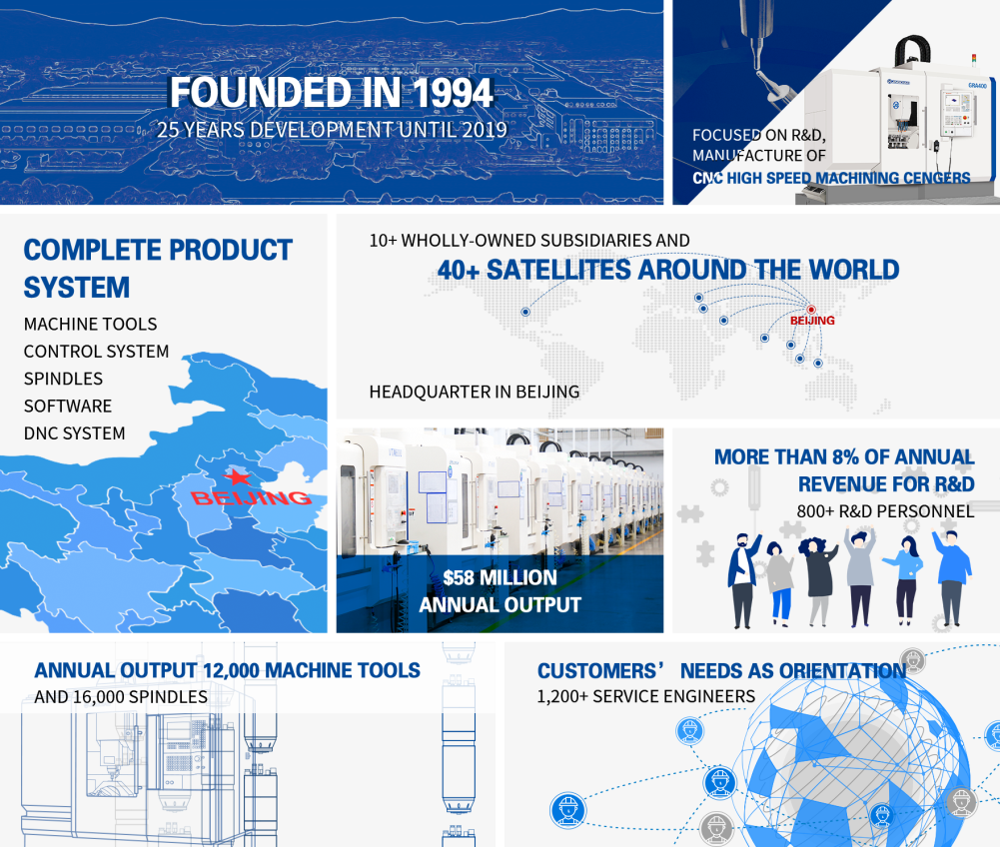 FOUNDED IN 1994
25 YEARS DEVELOPMENT UNTIL 2019
GRA400
FOCUSED ON R&D,
MANUFACTURE OF
CNC HIGH SPEED MACHINING CENGERS
COMPLETE PRODUCT
SYSTEM
MACHINE TOOLS
CONTROL SYSTEM
SPINDLES
SOFTWARE
DNC SYSTEM
BEIJING
10+ WHOLLY-OWNED SUBSIDIARIES AND
40+ SATELLITES AROUND THE WORLD
BEIJING
HEADQUARTER IN BEIJING
$58 MILLION
ANNUAL OUTPUT
MORE THAN 8% OF ANNUAL
REVENUE FOR R&D
800+ R&D PERSONNEL
ANNUAL OUTPUT 12,000 MACHINE TOOLS
AND 16,000 SPINDLES
CUSTOMERS’ NEEDS AS ORIENTATION
1,200+ SERVICE ENGINEERS